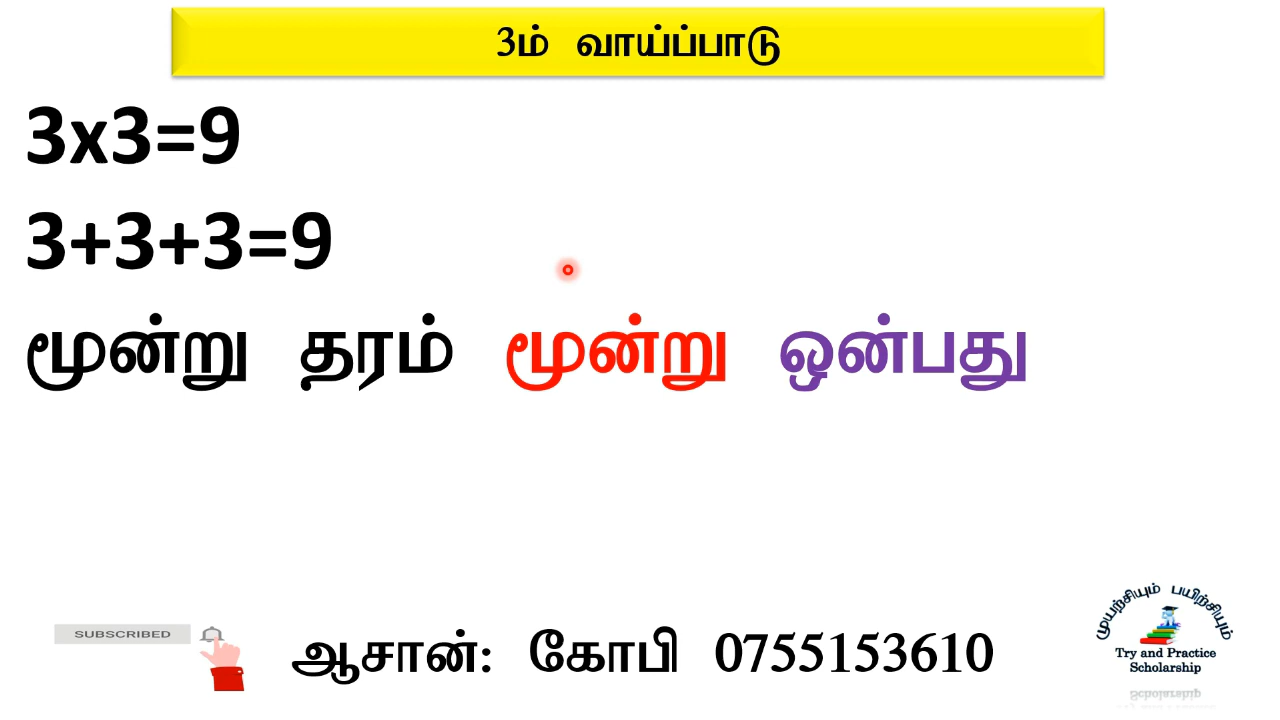 3ம் வாய்ப்பாடு
3x3=9
3+3+3=9
மூன்று தரம் மூன்று ஒன்பது
SUBSCRIBED
ஆசான்: கோபி 0755153610
முயற்சியும் பயிற்சியும்
Try and Practice
Scholarship